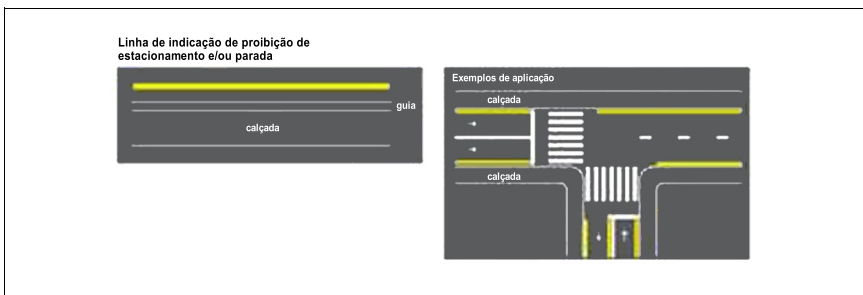 Linha de indicação de proibição de
estacionamento e/ou parada
guia
calçada
Exemplos de aplicação
calçada
calçada